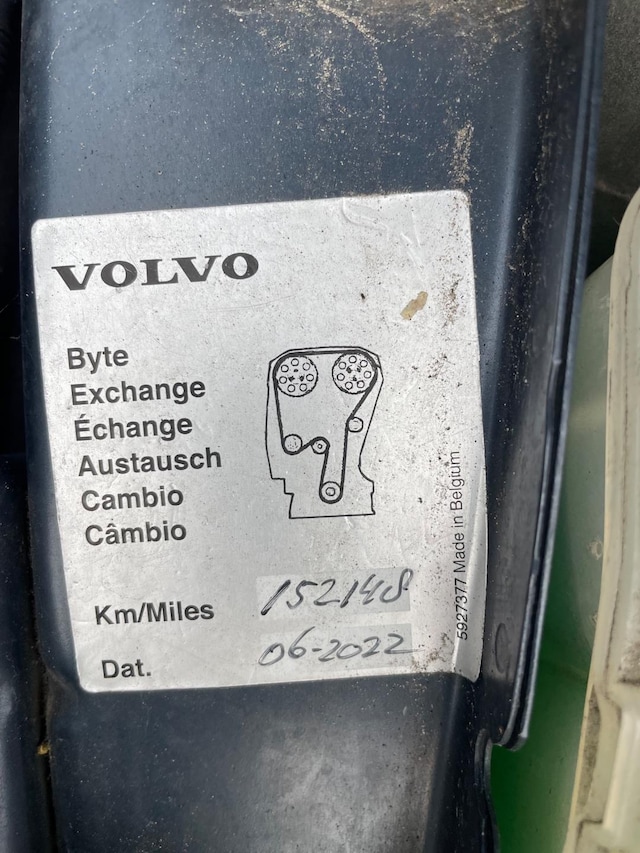 VOLVO
Byte
Exchange
Échange
Austausch
Cambio
Câmbio
Km/Miles 152148
Dat. 06-2022
5927377 Made in Belgium